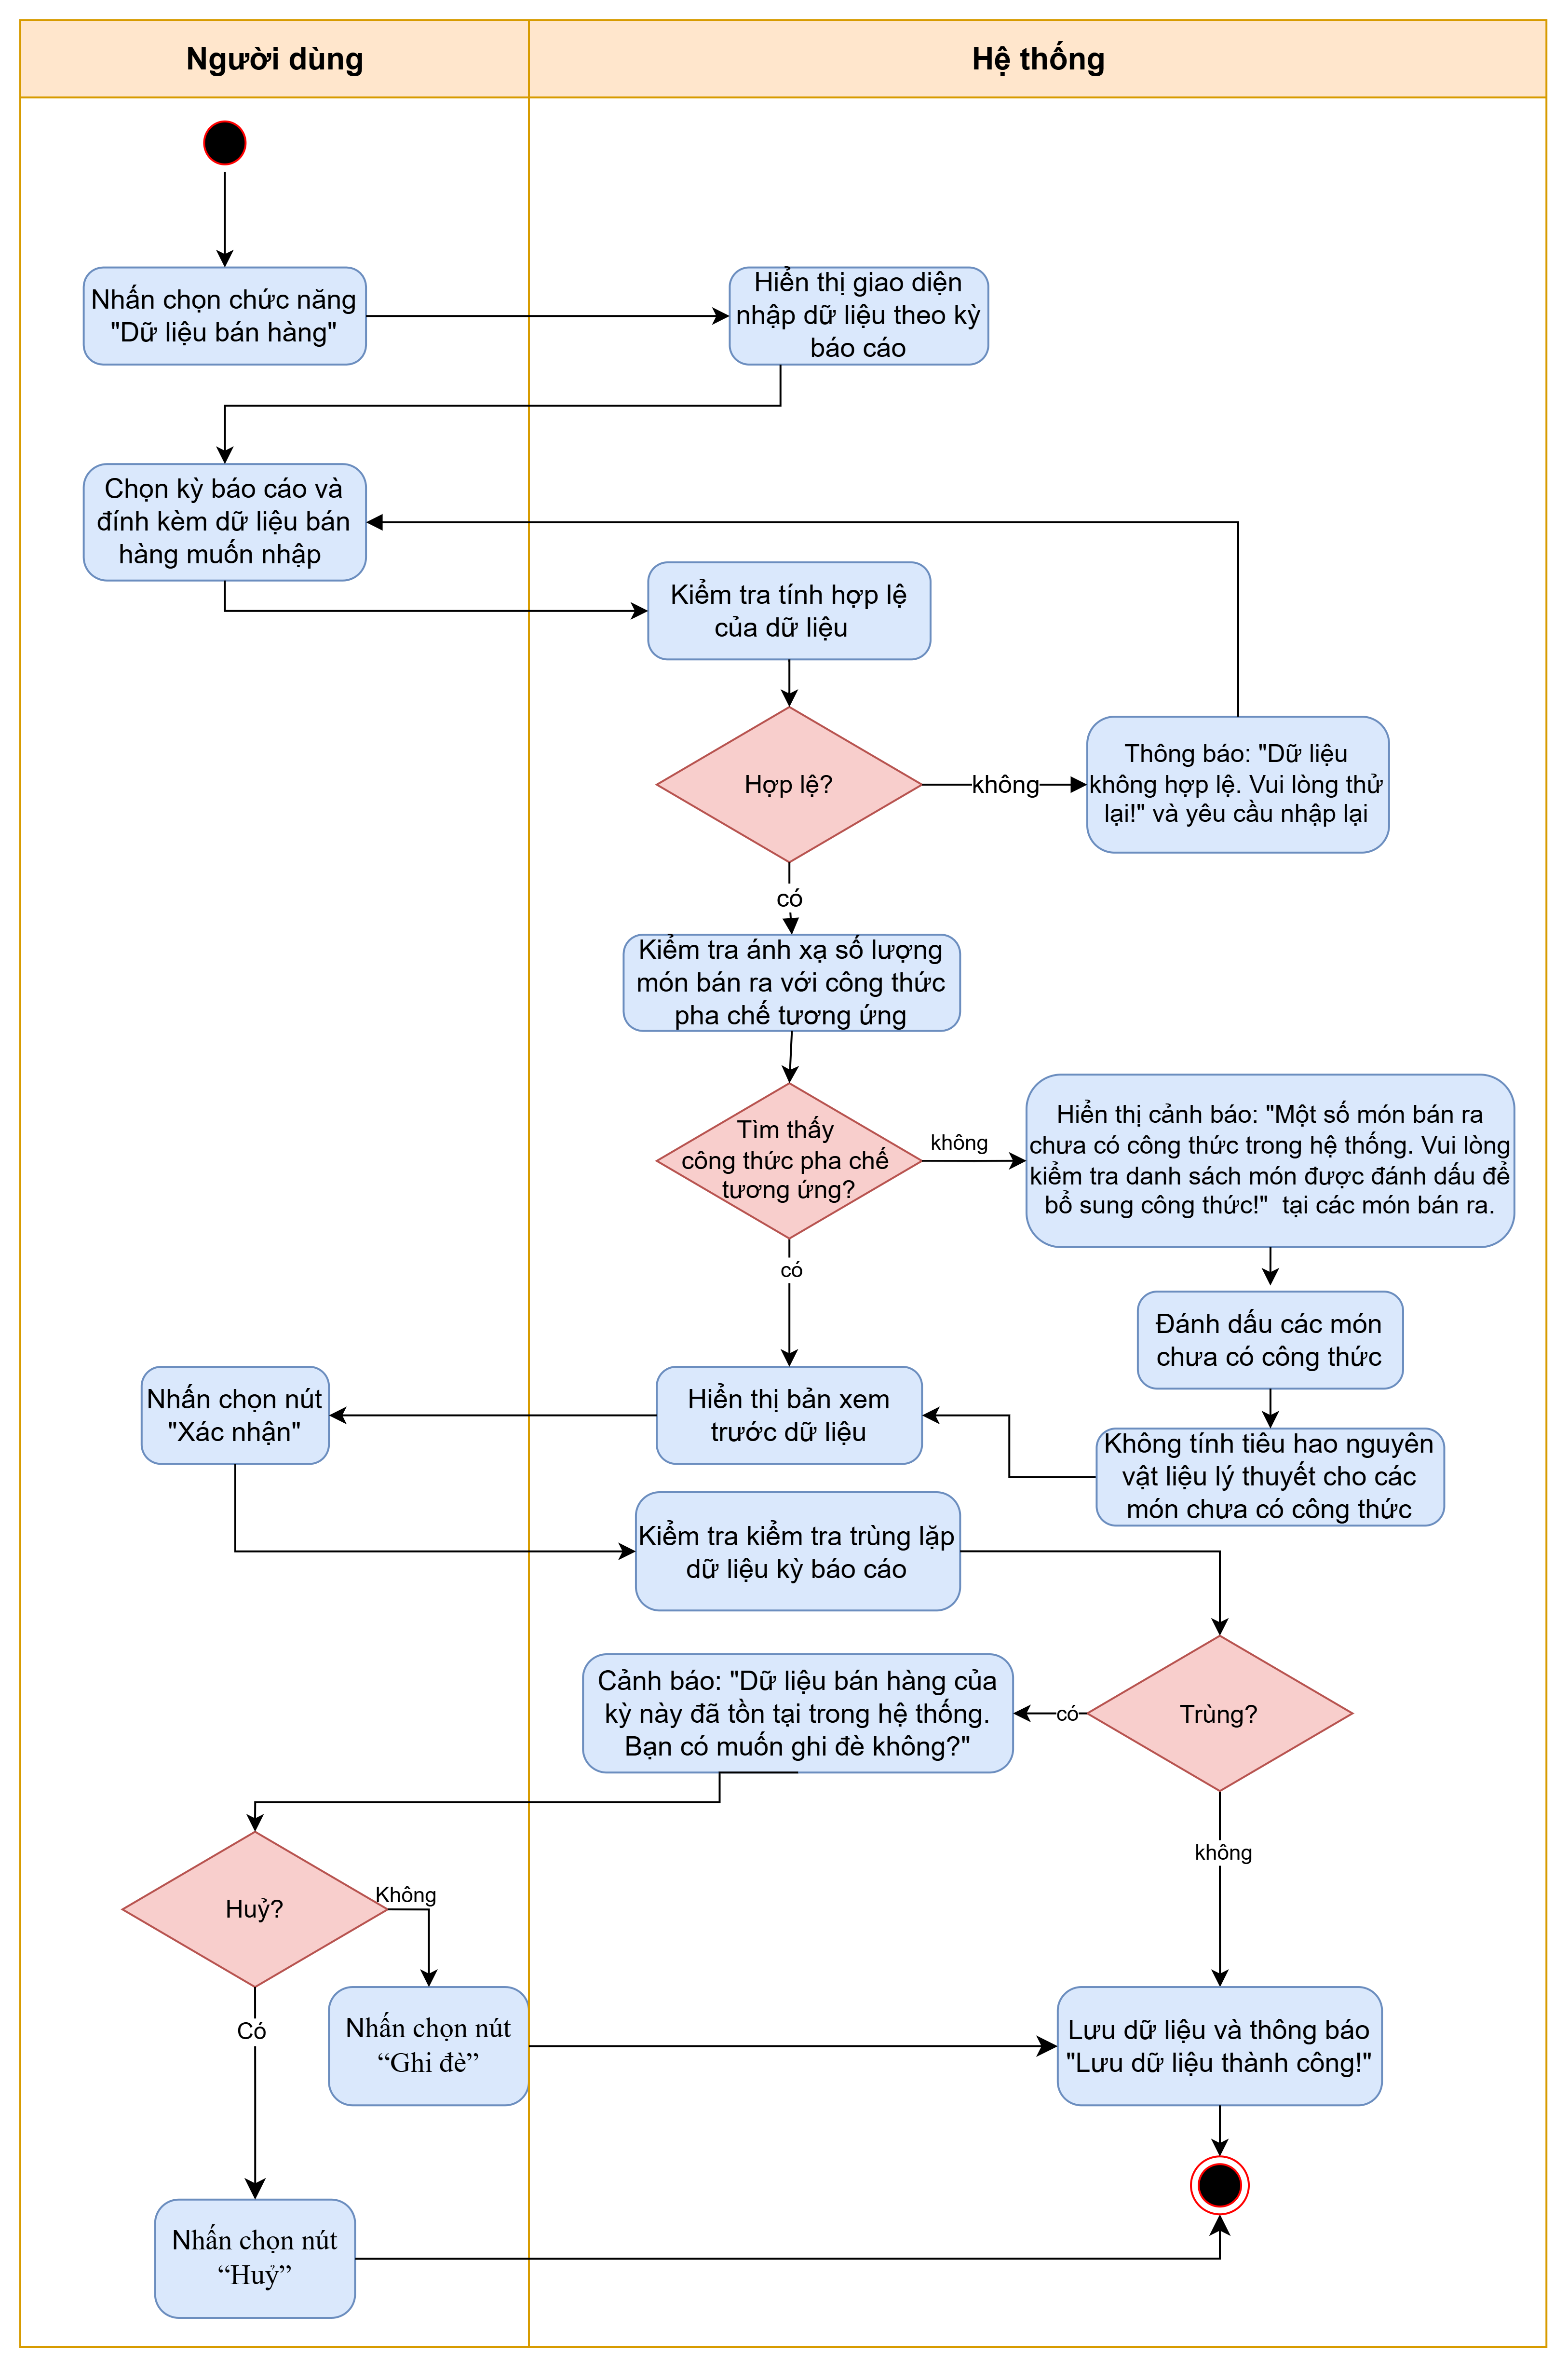 Người dùng
Hệ thống
Nhấn chọn chức năng
"Dữ liệu bán hàng"
Hiển thị giao diện
nhập dữ liệu theo kỳ
báo cáo
Chọn kỳ báo cáo và
đính kèm dữ liệu bán
hàng muốn nhập
Kiểm tra tính hợp lệ
của dữ liệu
Hợp lệ?
không
Thông báo: "Dữ liệu
không hợp lệ. Vui lòng thử
lại!" và yêu cầu nhập lại
có
Kiểm tra ánh xạ số lượng
món bán ra với công thức
pha chế tương ứng
Tìm thấy
công thức pha chế
tương ứng?
không
Hiển thị cảnh báo: "Một số món bán ra
chưa có công thức trong hệ thống. Vui lòng
kiểm tra danh sách món được đánh dấu để
bổ sung công thức!"  tại các món bán ra.
có
Đánh dấu các món
chưa có công thức
Nhấn chọn nút
"Xác nhận"
Hiển thị bản xem
trước dữ liệu
Không tính tiêu hao nguyên
vật liệu lý thuyết cho các
món chưa có công thức
Kiểm tra kiểm tra trùng lặp
dữ liệu kỳ báo cáo
Cảnh báo: "Dữ liệu bán hàng của
kỳ này đã tồn tại trong hệ thống.
Bạn có muốn ghi đè không?"
có
Trùng?
không
Huỷ?
Không
Có
Nhấn chọn nút
“Ghi đè”
Lưu dữ liệu và thông báo
"Lưu dữ liệu thành công!"
Nhấn chọn nút
“Huỷ”